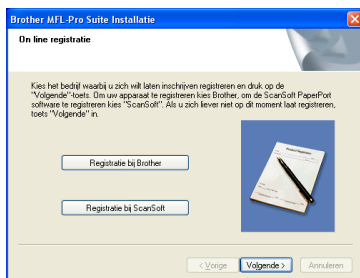 Brother MFL-Pro Suite Installatie
On line registratie
Kies het bedrijf waarbij u zich wilt laten inschrijven registreren en druk op de
"Volgende"-toets. Om uw apparaat te registreren kies Brother, om de ScanSoft PaperPort
software te registreren kies "ScanSoft". Als u zich liever niet op dit moment laat registreren,
toets "Volgende" in.
Registratie bij Brother
Registratie bij ScanSoft
< Vorige
Volgende >
Annuleren